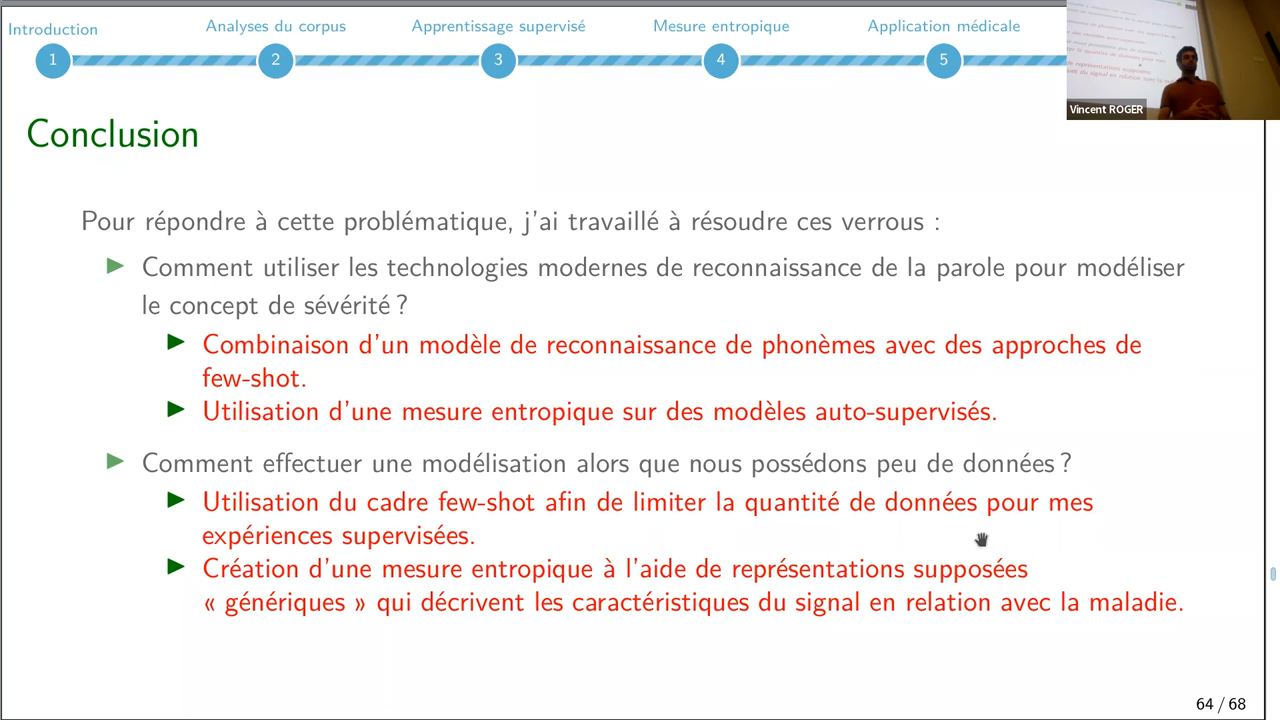 Introduction
Analyses du corpus
Apprentissage supervisé
Mesure entropique
Application médicale
1
2
3
4
5
Vincent ROGER
Conclusion
Pour répondre à cette problématique, j'ai travaillé à résoudre ces verrous :
Comment utiliser les technologies modernes de reconnaissance de la parole pour modéliser
le concept de sévérité ?
Combinaison d'un modèle de reconnaissance de phonèmes avec des approches de
few-shot.
Utilisation d'une mesure entropique sur des modèles auto-supervisés.
Comment effectuer une modélisation alors que nous possédons peu de données ?
Utilisation du cadre few-shot afin de limiter la quantité de données pour mes
expériences supervisées.
Création d'une mesure entropique à l'aide de représentations supposées
« génériques » qui décrivent les caractéristiques du signal en relation avec la maladie.
64 / 68